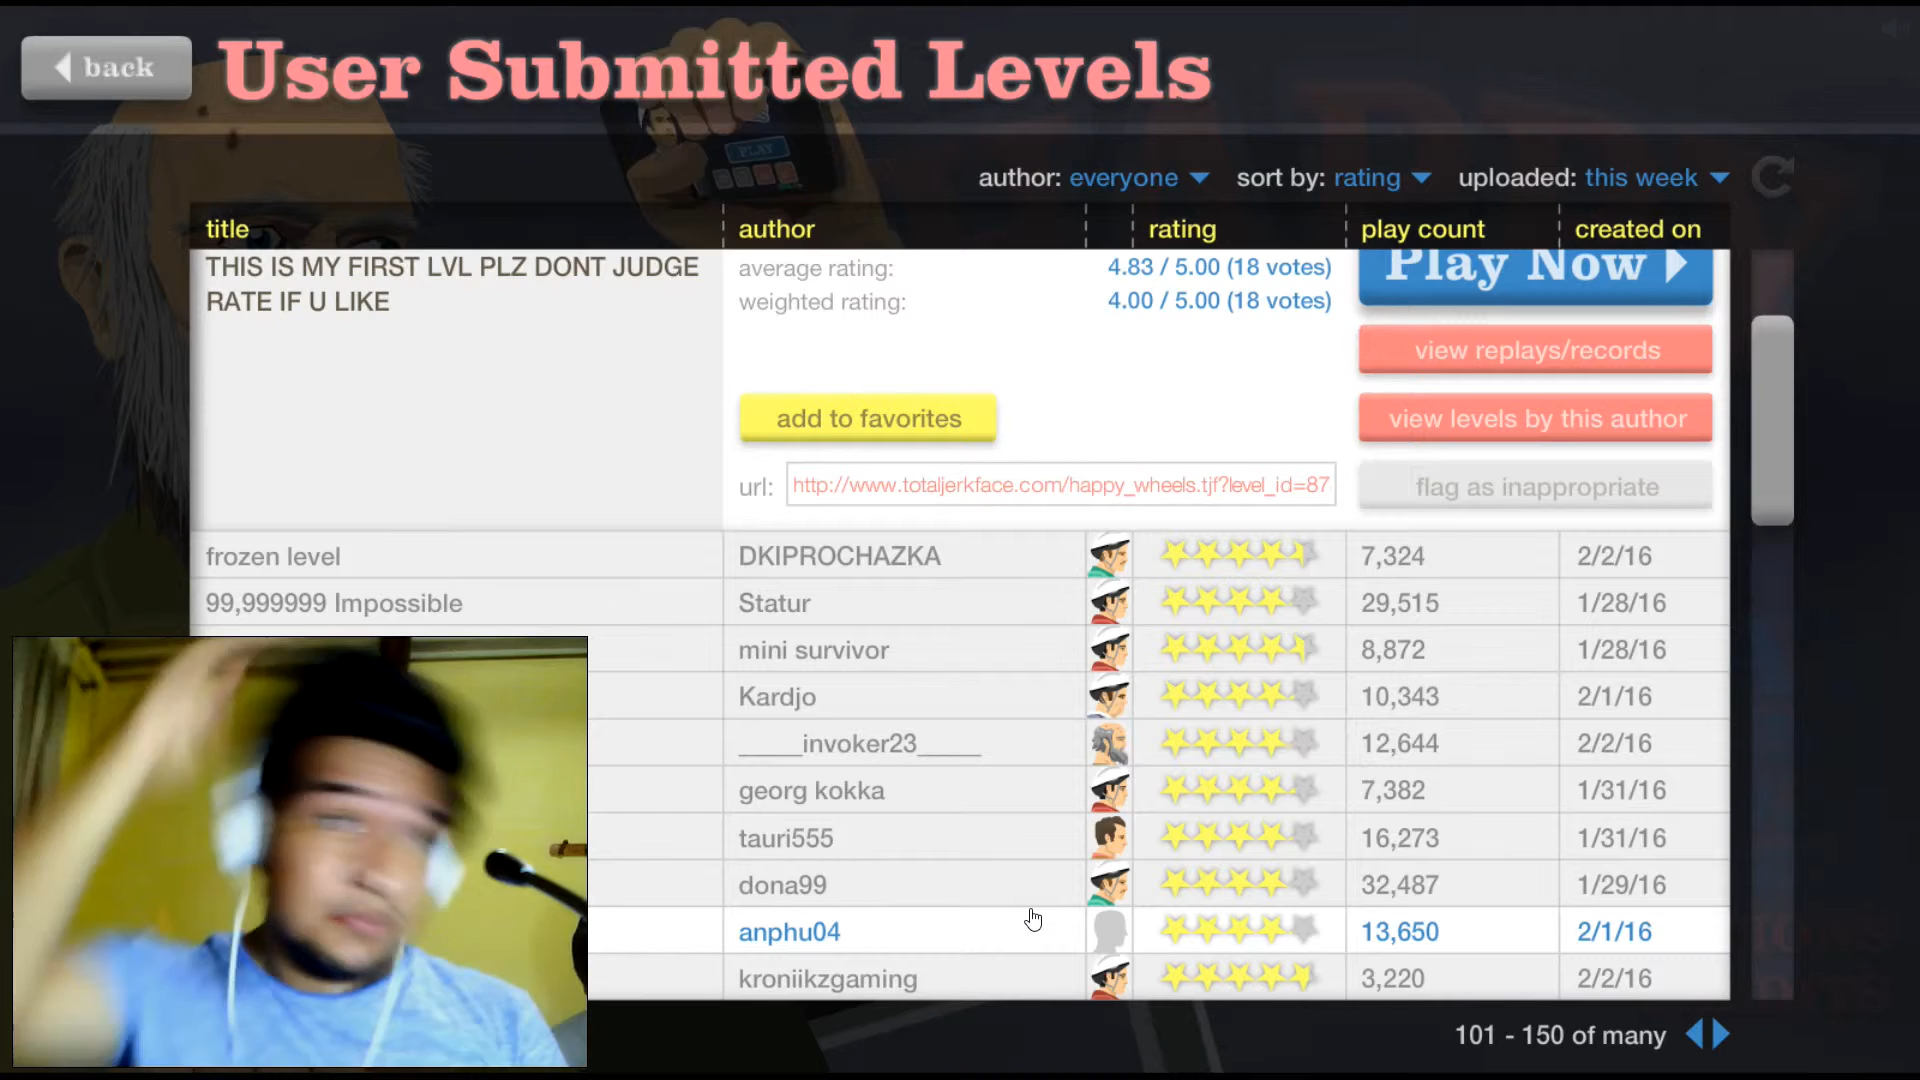 back
User Submitted Levels
PLAY
author: everyone sort by: rating uploaded: this week
title author rating play count created on
THIS IS MY FIRST LVL PLZ DONT JUDGE
RATE IF U LIKE
average rating: 4.83 / 5.00 (18 votes)
weighted rating: 4.00 / 5.00 (18 votes)
Play Now
view replays/records
add to favorites
view levels by this author
url: http://www.totaljerkface.com/happy_wheels.tjf?level_id=87
flag as inappropriate
frozen level DKIPROCHAZKA 7,324 2/2/16
99,999999 Impossible Statur 29,515 1/28/16
mini survivor 8,872 1/28/16
Kardjo 10,343 2/1/16
_____invoker23_____ 12,644 2/2/16
georg kokka 7,382 1/31/16
tauri555 16,273 1/31/16
dona99 32,487 1/29/16
anphu04 13,650 2/1/16
kroniikzgaming 3,220 2/2/16
101 - 150 of many